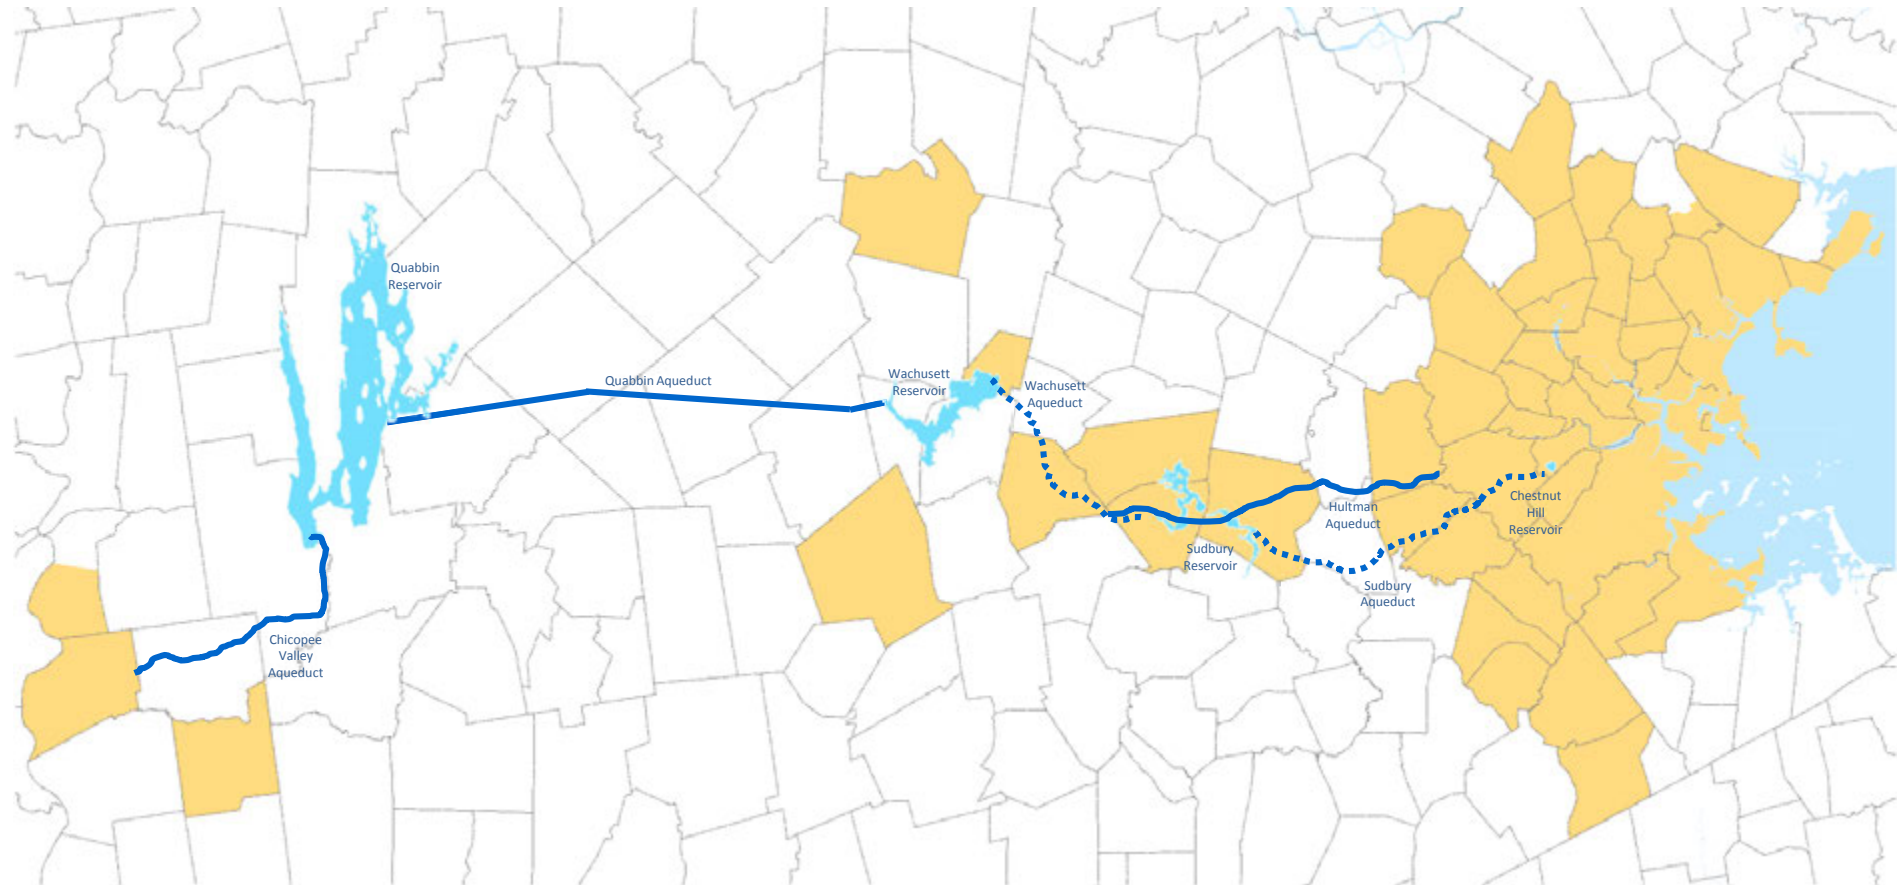 Quabbin
Reservoir
Quabbin Aqueduct
Wachusett
Reservoir
Wachusett
Aqueduct
Hultman
Aqueduct
Chestnut
Hill
Reservoir
Sudbury
Reservoir
Sudbury
Aqueduct
Chicopee
Valley
Aqueduct